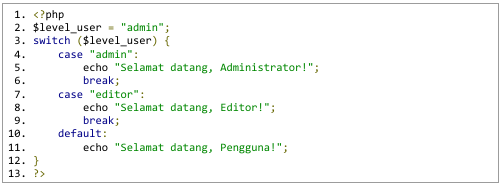 1. <?php
2. $level_user = "admin";
3. switch ($level_user) {
4.     case "admin":
5.         echo "Selamat datang, Administrator!";
6.         break;
7.     case "editor":
8.         echo "Selamat datang, Editor!";
9.         break;
10.     default:
11.         echo "Selamat datang, Pengguna!";
12. }
13. ?>